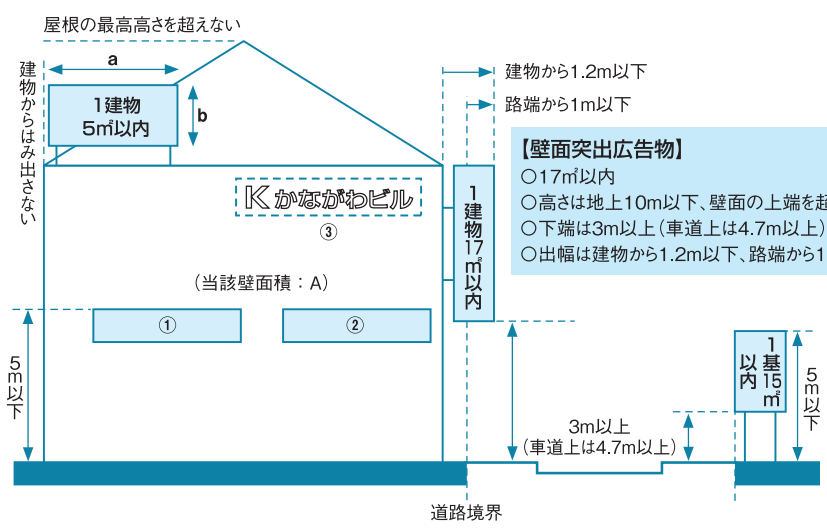 屋根の最高高さを超えない
a
建物からはみ出さない
1建物
5㎡以内
b
建物から1.2m以下
路端から1m以下
【壁面突出広告物】
○17㎡以内
○高さは地上10m以下、壁面の上端を超
○下端は3m以上(車道上は4.7m以上)
○出幅は建物から1.2m以下、路端から1
K かながわビル
③
1建物17㎡以内
(当該壁面積：A)
①
②
5m以下
1基15㎡以内
5m以下
3m以上
(車道上は4.7m以上)
道路境界